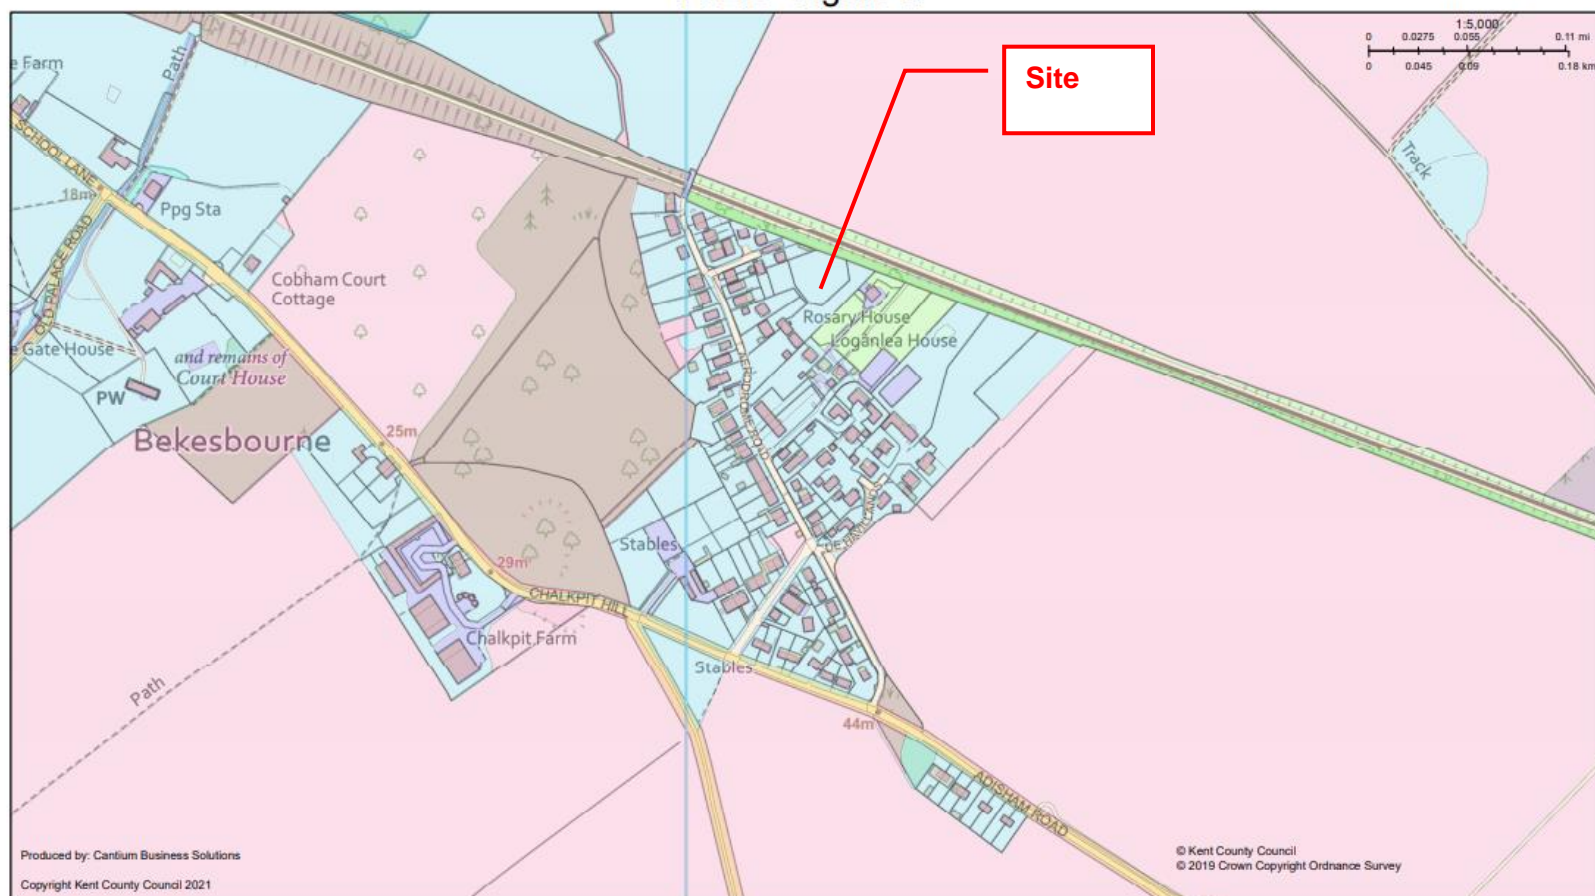 1:5,000
0 0.0275 0.055 0.11 mi
0 0.045 0.09 0.18 km
Site
e Farm
Path
SCHOOL LANE
18m
Ppg Sta
OLD PALACE ROAD
Cobham Court
Cottage
Track
Rosary House
Loganlea House
e Gate House
and remains of
Court House
PW
AERODROME ROAD
25m
Bekesbourne
DE HAVILLANDS
Stables
29m
CHALKPIT HILL
Chalkpit Farm
Stables
Path
44m
ADISHAM ROAD
Produced by: Cantium Business Solutions
Copyright Kent County Council 2021
© Kent County Council
© 2019 Crown Copyright Ordnance Survey